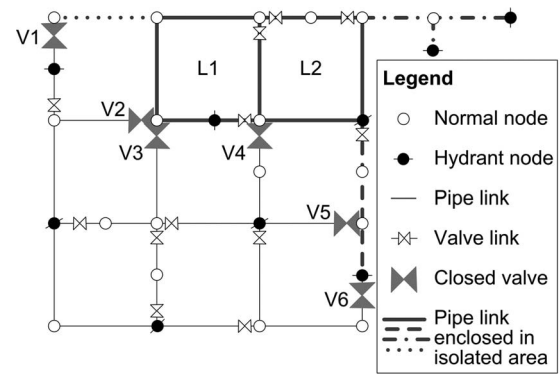 V1
L1
L2
V2
V3
V4
V5
V6
Legend
Normal node
Hydrant node
Pipe link
Valve link
Closed valve
Pipe link
enclosed in
isolated area